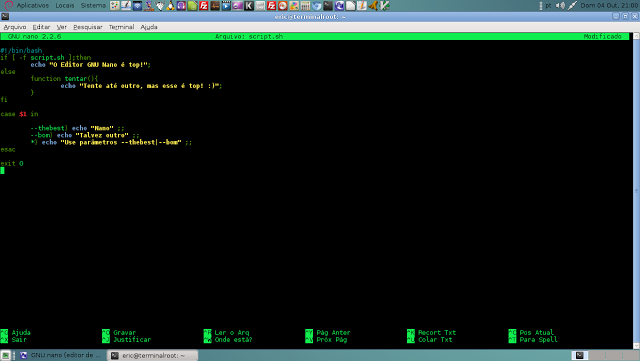 Aplicativos Locais Sistema pt Dom 04 Out, 21:00
eric@terminalroot: ~
Arquivo Editar Ver Pesquisar Terminal Ajuda
GNU nano 2.2.6 Arquivo: script.sh Modificado
#!/bin/bash
if [ -f script.sh ];then
echo "O Editor GNU Nano é top!";
else
function tentar(){
echo "Tente até outro, mas esse é top! :)";
}
fi
case $1 in
--thebest) echo "Nano" ;;
--bom) echo "Talvez outro" ;;
*) echo "Use parâmetros --thebest|--bom" ;;
esac
exit 0
^G Ajuda ^O Gravar ^R Ler o Arq ^Y Pág Anter ^K Recort Txt ^C Pos Atual
^X Sair ^J Justificar ^W Onde está? ^V Próx Pág ^U Colar Txt ^T Para Spell
GNU nano (editor de ... eric@terminalroot: ~